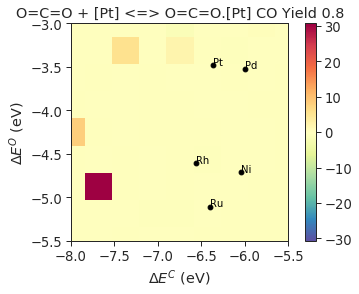 O=C=O + [Pt] <=> O=C=O.[Pt] CO Yield 0.8
−3.0
−3.5
−4.0
−4.5
−5.0
−5.5
ΔE^O (eV)
Pt
Pd
Rh
Ni
Ru
−8.0 −7.5 −7.0 −6.5 −6.0 −5.5
ΔE^C (eV)
30
20
10
0
−10
−20
−30